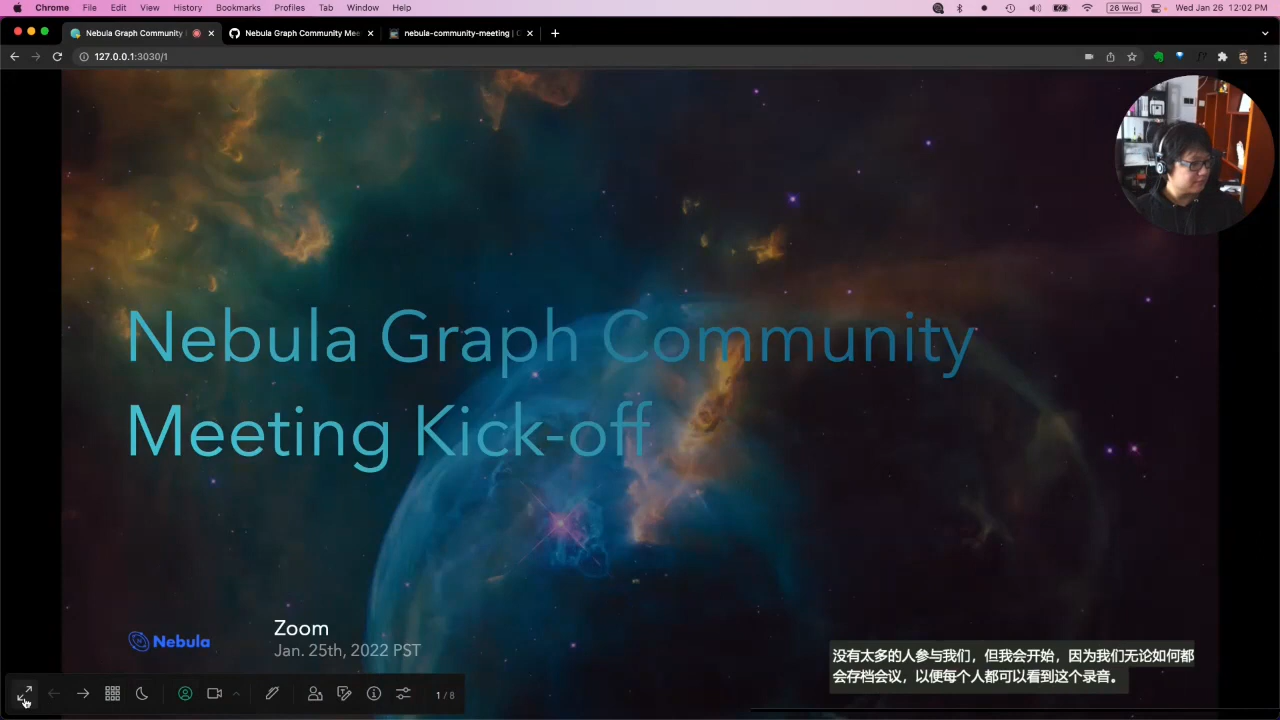 Chrome File Edit View History Bookmarks Profiles Tab Window Help 26 Wed Wed Jan 26 12:02 PM
Nebula Graph Community Nebula Graph Community Mee nebula-community-meeting | C
127.0.0.1:3030/1
Nebula Graph Community
Meeting Kick-off
Nebula
Zoom
Jan. 25th, 2022 PST
没有太多的人参与我们，但我会开始，因为我们无论如何都
会存档会议，以便每个人都可以看到这个录音。
1 / 8